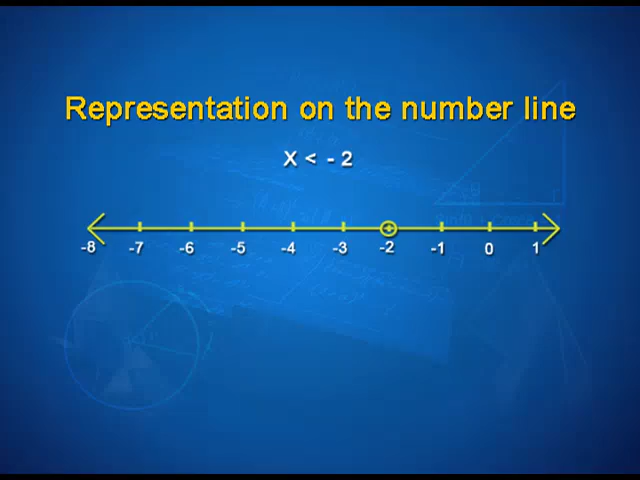 Representation on the number line
X < - 2
-8 -7 -6 -5 -4 -3 -2 -1 0 1